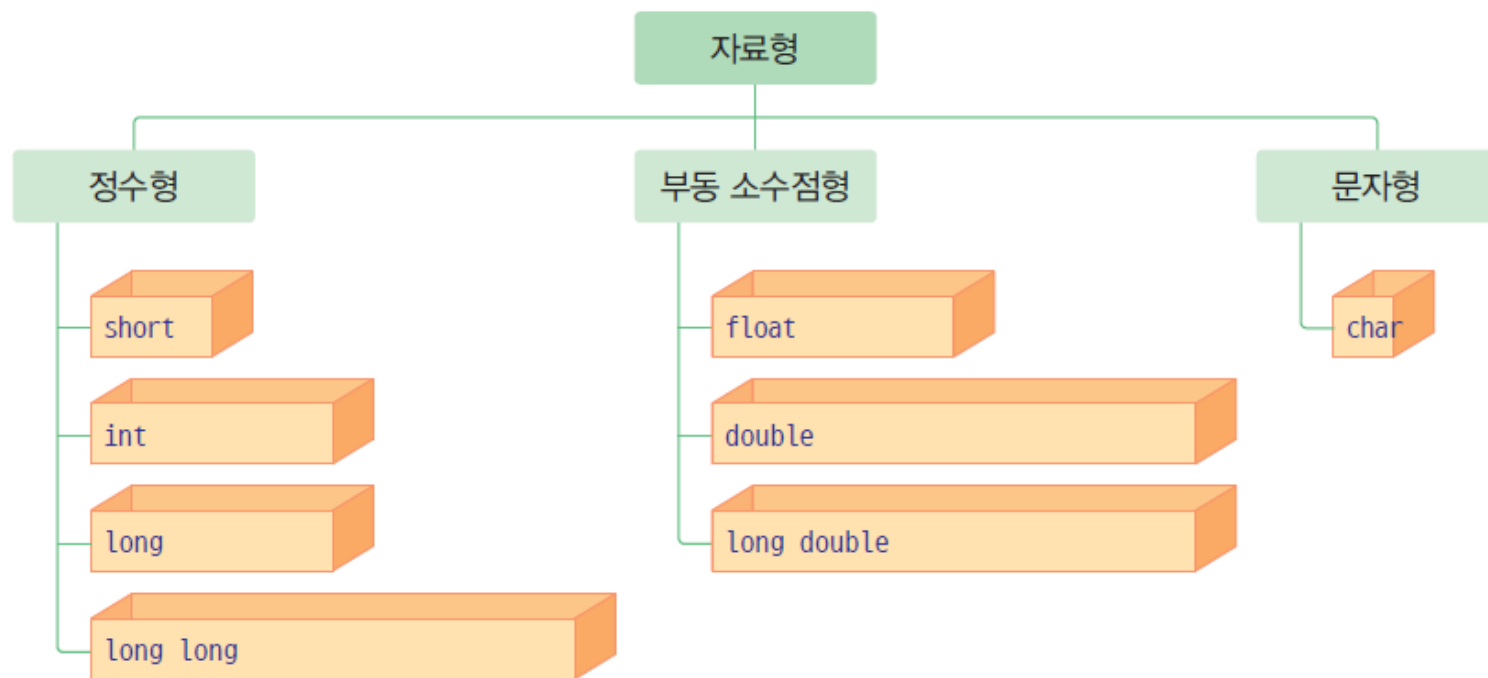 자료형
정수형
short
int
long
long long
부동 소수점형
float
double
long double
문자형
char